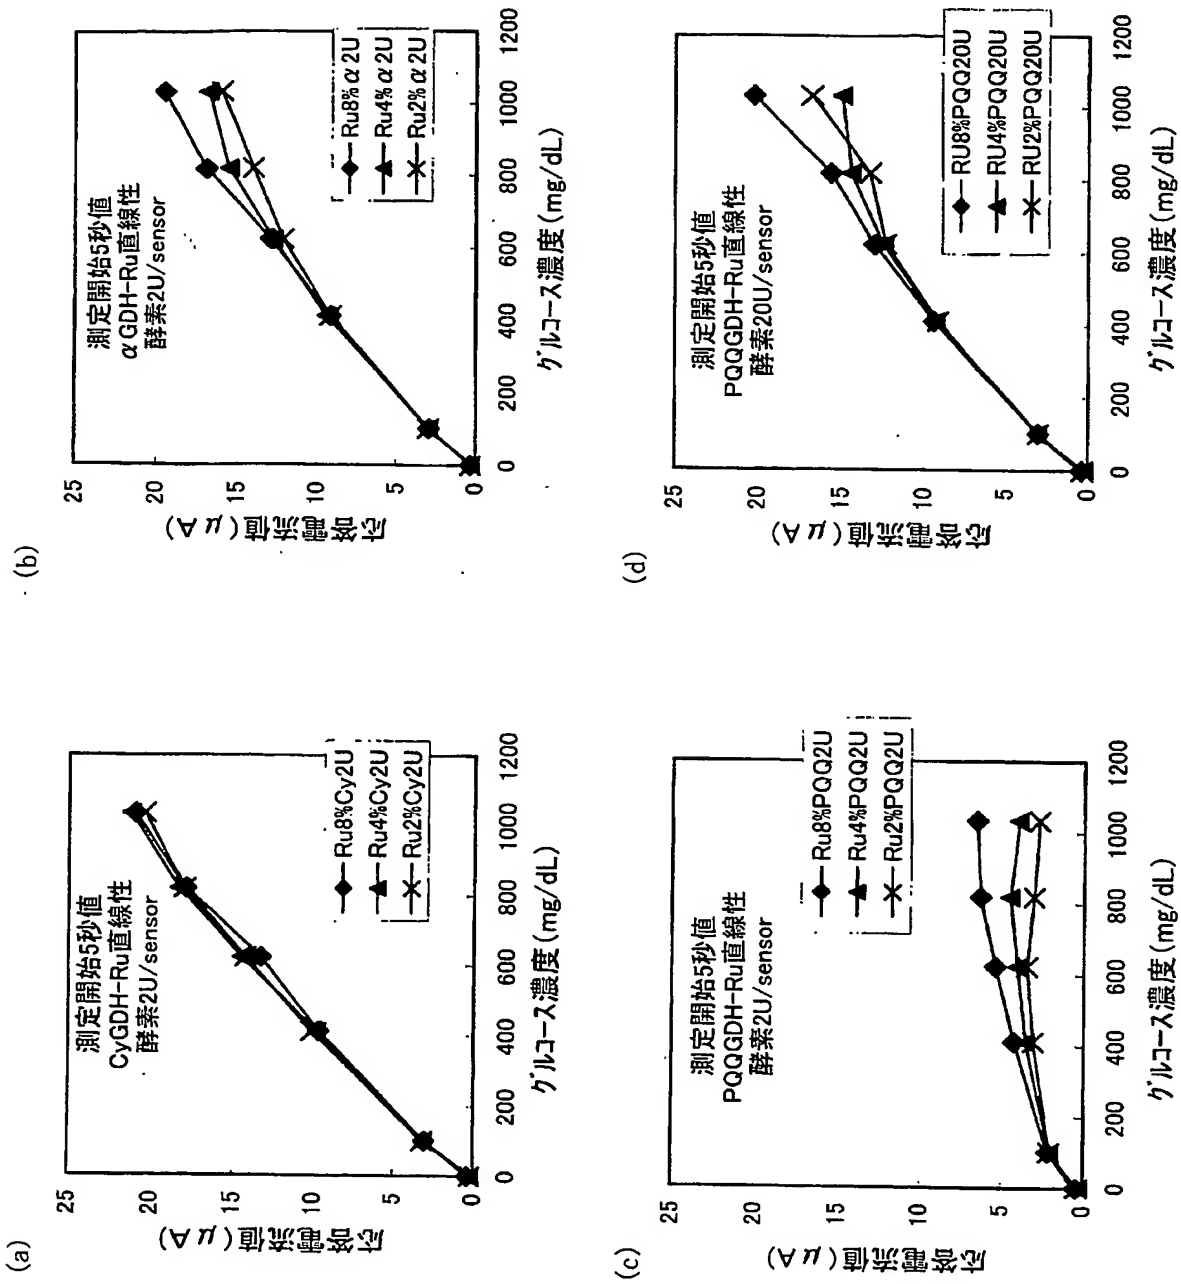 (a)
測定開始5秒値
CyGDH-Ru直線性
酵素2U/sensor
応答電流値(μA)
25
20
15
10
5
0
0 200 400 600 800 1000 1200
グルコース濃度(mg/dL)
Ru8%Cy2U
Ru4%Cy2U
Ru2%Cy2U
(b)
測定開始5秒値
αGDH-Ru直線性
酵素2U/sensor
応答電流値(μA)
25
20
15
10
5
0
0 200 400 600 800 1000 1200
グルコース濃度(mg/dL)
Ru8%α2U
Ru4%α2U
Ru2%α2U
(c)
測定開始5秒値
PQQGDH-Ru直線性
酵素2U/sensor
応答電流値(μA)
25
20
15
10
5
0
0 200 400 600 800 1000 1200
グルコース濃度(mg/dL)
Ru8%PQQ2U
Ru4%PQQ2U
Ru2%PQQ2U
(d)
測定開始5秒値
PQQGDH-Ru直線性
酵素20U/sensor
応答電流値(μA)
25
20
15
10
5
0
0 200 400 600 800 1000 1200
グルコース濃度(mg/dL)
RU8%PQQ20U
RU4%PQQ20U
RU2%PQQ20U